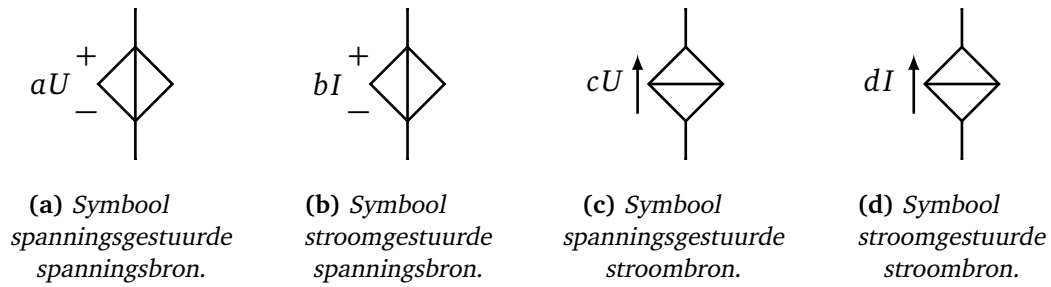 +
aU
−
+
bI
−
cU
dI
(a) Symbool
spanningsgestuurde
spanningsbron.
(b) Symbool
stroomgestuurde
spanningsbron.
(c) Symbool
spanningsgestuurde
stroombron.
(d) Symbool
stroomgestuurde
stroombron.